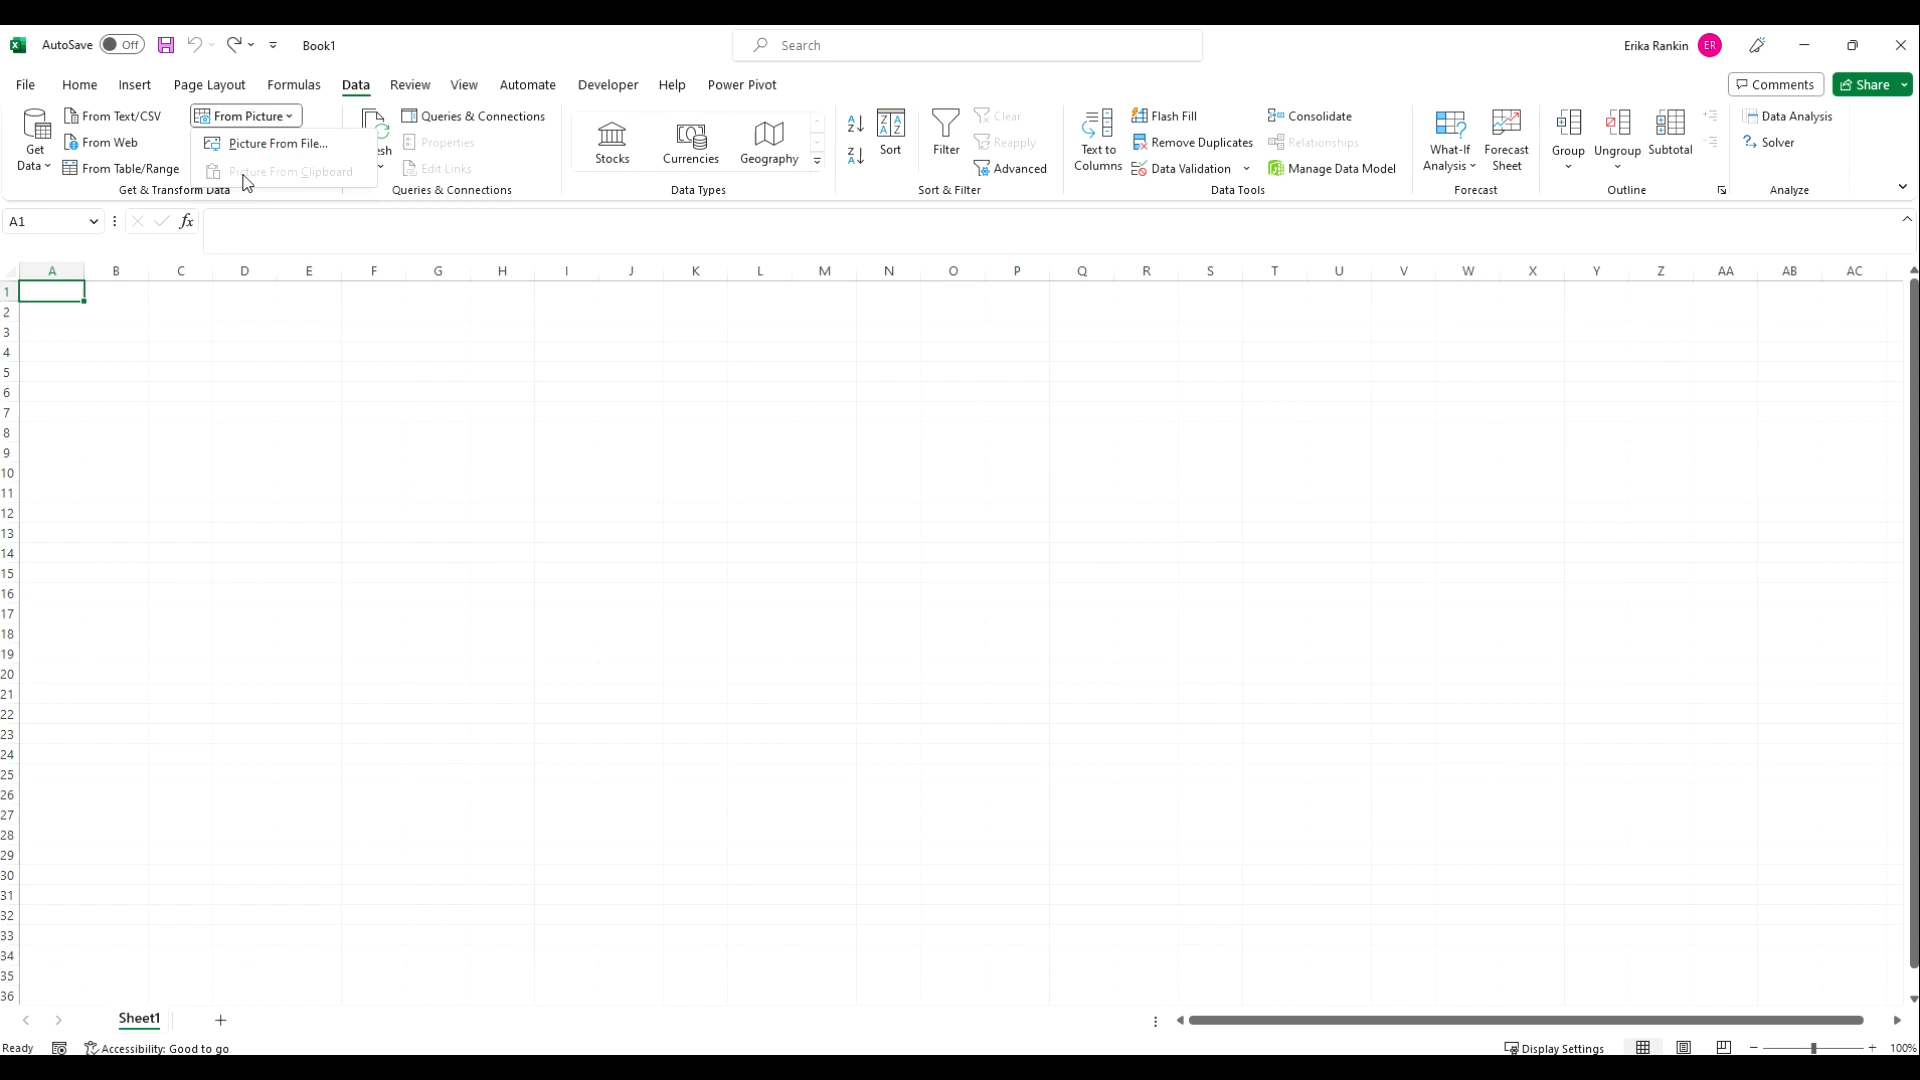 AutoSave Off Book1 Search Erika Rankin ER
File Home Insert Page Layout Formulas Data Review View Automate Developer Help Power Pivot Comments Share
Get Data
From Text/CSV
From Web
From Table/Range
From Picture
Picture From File...
Picture From Clipboard
Get & Transform Data
esh
Queries & Connections
Properties
Edit Links
Queries & Connections
Stocks Currencies Geography
Data Types
Sort
Filter
Clear
Reapply
Advanced
Sort & Filter
Text to
Columns
Flash Fill
Remove Duplicates
Data Validation
Consolidate
Relationships
Manage Data Model
Data Tools
What-If
Analysis
Forecast
Sheet
Forecast
Group Ungroup Subtotal
Outline
Data Analysis
Solver
Analyze
A1 fx
A B C D E F G H I J K L M N O P Q R S T U V W X Y Z AA AB AC
1
2
3
4
5
6
7
8
9
10
11
12
13
14
15
16
17
18
19
20
21
22
23
24
25
26
27
28
29
30
31
32
33
34
35
36
Sheet1
Ready Accessibility: Good to go Display Settings 100%